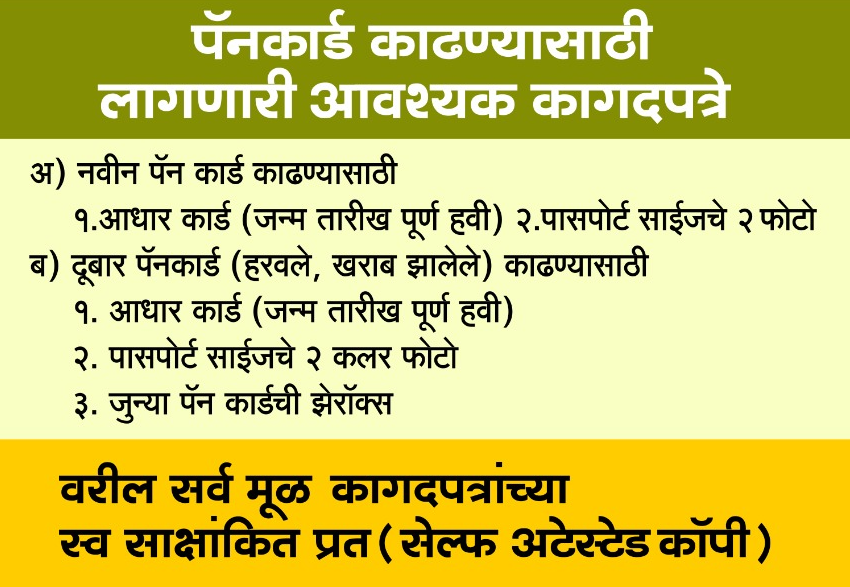 पॅनकार्ड काढण्यासाठी
लागणारी आवश्यक कागदपत्रे
अ) नवीन पॅन कार्ड काढण्यासाठी
१.आधार कार्ड (जन्म तारीख पूर्ण हवी) २.पासपोर्ट साईजचे २ फोटो
ब) दूबार पॅनकार्ड (हरवले, खराब झालेले) काढण्यासाठी
१. आधार कार्ड (जन्म तारीख पूर्ण हवी)
२. पासपोर्ट साईजचे २ कलर फोटो
३. जुन्या पॅन कार्डची झेरॉक्स
वरील सर्व मूळ कागदपत्रांच्या
स्व साक्षांकित प्रत (सेल्फ अटेस्टेड कॉपी)